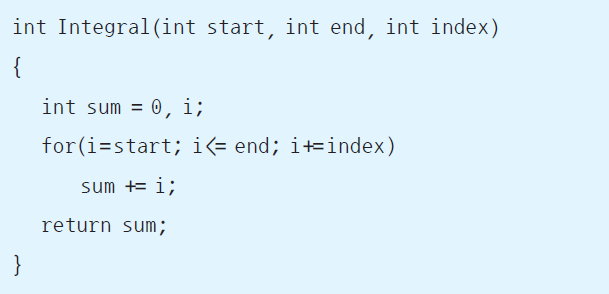 int Integral(int start, int end, int index)
{
int sum = 0, i;
for(i=start; i<= end; i+=index)
sum += i;
return sum;
}